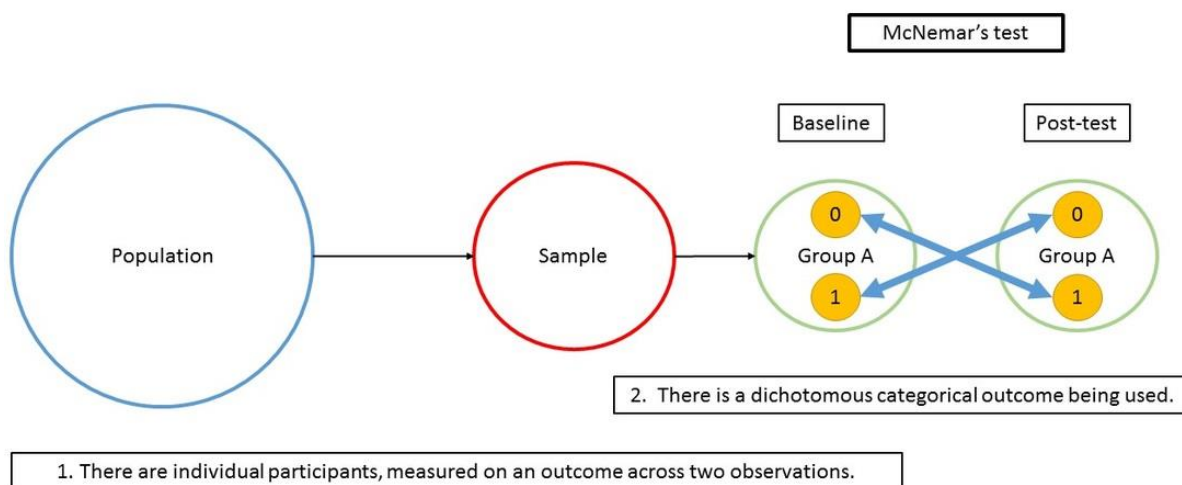 McNemar's test
Baseline
Post-test
0
0
Population
Sample
Group A
Group A
1
1
2. There is a dichotomous categorical outcome being used.
1. There are individual participants, measured on an outcome across two observations.